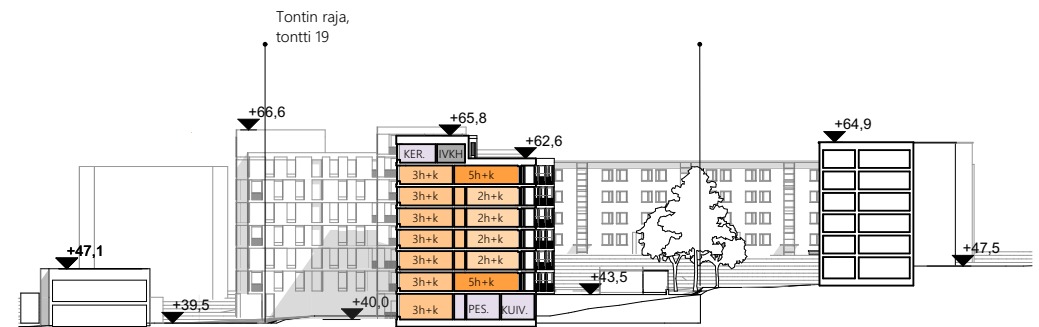 Tontin raja,
tontti 19
+66,6
+65,8
+62,6
+64,9
KER. IVKH
3h+k 5h+k
3h+k 2h+k
3h+k 2h+k
3h+k 2h+k
3h+k 2h+k
3h+k 5h+k
3h+k PES. KUIV.
+47,1
+47,5
+43,5
+39,5
+40,0